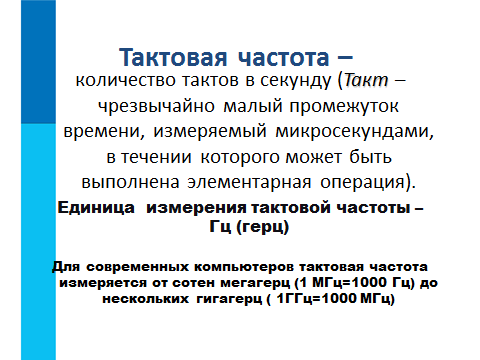 Тактовая частота –
количество тактов в секунду (Такт –
чрезвычайно малый промежуток
времени, измеряемый микросекундами,
в течении которого может быть
выполнена элементарная операция).
Единица измерения тактовой частоты –
Гц (герц)
Для современных компьютеров тактовая частота
измеряется от сотен мегагерц (1 МГц=1000 Гц) до
нескольких гигагерц ( 1ГГц=1000 МГц)